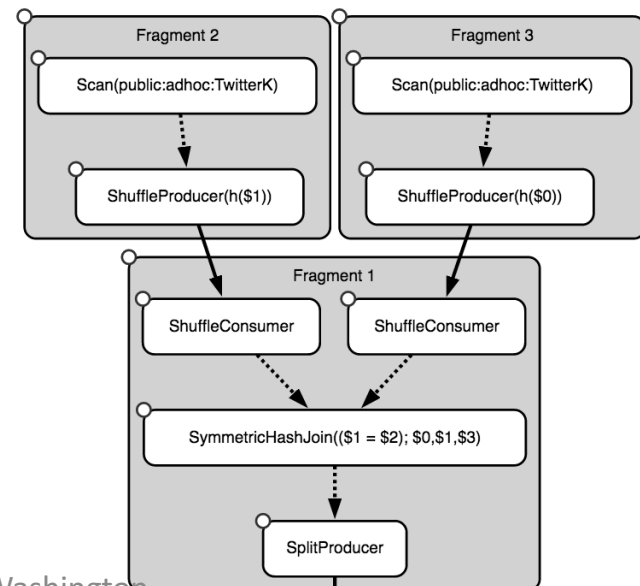 Fragment 2
Fragment 3
Scan(public:adhoc:TwitterK)
Scan(public:adhoc:TwitterK)
ShuffleProducer(h($1))
ShuffleProducer(h($0))
Fragment 1
ShuffleConsumer
ShuffleConsumer
SymmetricHashJoin(($1 = $2); $0,$1,$3)
SplitProducer
Washington